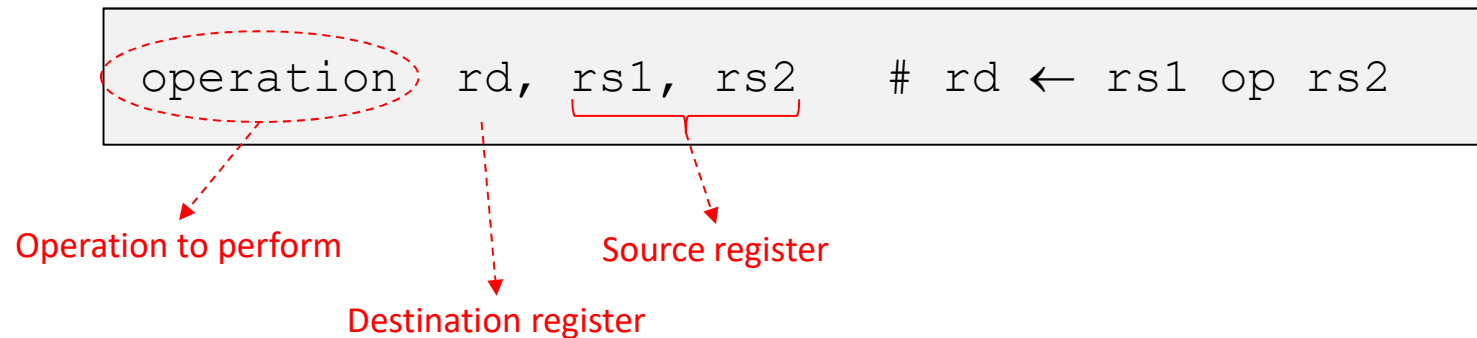 operation rd, rs1, rs2 # rd ← rs1 op rs2
Operation to perform
Source register
Destination register